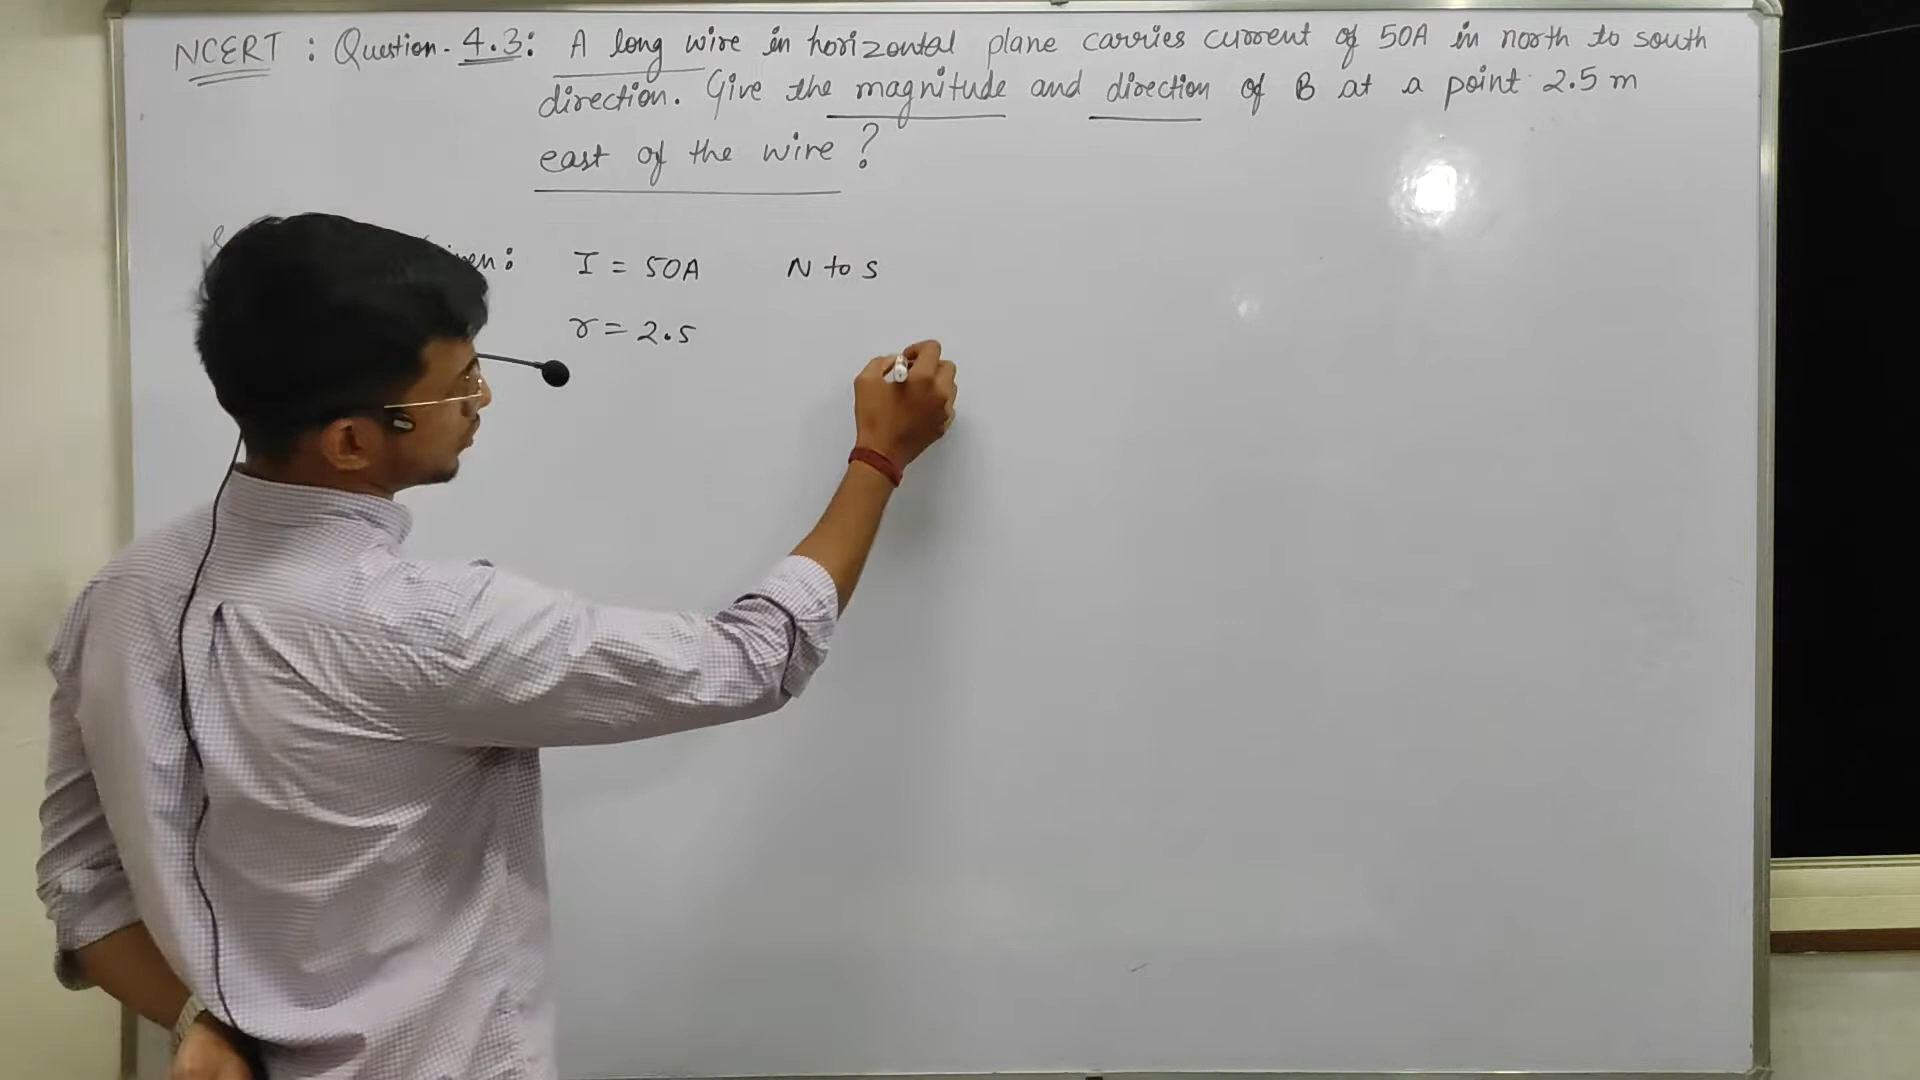 NCERT : Question. 4.3: A long wire in horizontal plane carries current of 50A in north to south
direction. Give the magnitude and direction of B at a point 2.5 m
east of the wire ?
I = 50A N to S
r = 2.5